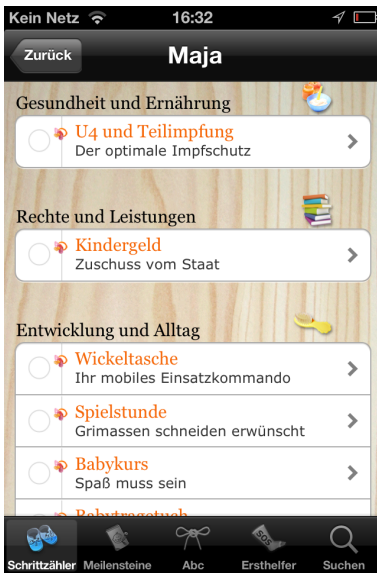 Kein Netz 16:32
Zurück
Maja
Gesundheit und Ernährung
U4 und Teilimpfung
Der optimale Impfschutz
Rechte und Leistungen
Kindergeld
Zuschuss vom Staat
Entwicklung und Alltag
Wickeltasche
Ihr mobiles Einsatzkommando
Spielstunde
Grimassen schneiden erwünscht
Babykurs
Spaß muss sein
Babytragetuch
SOS
Schrittzähler Meilensteine Abc Ersthelfer Suchen